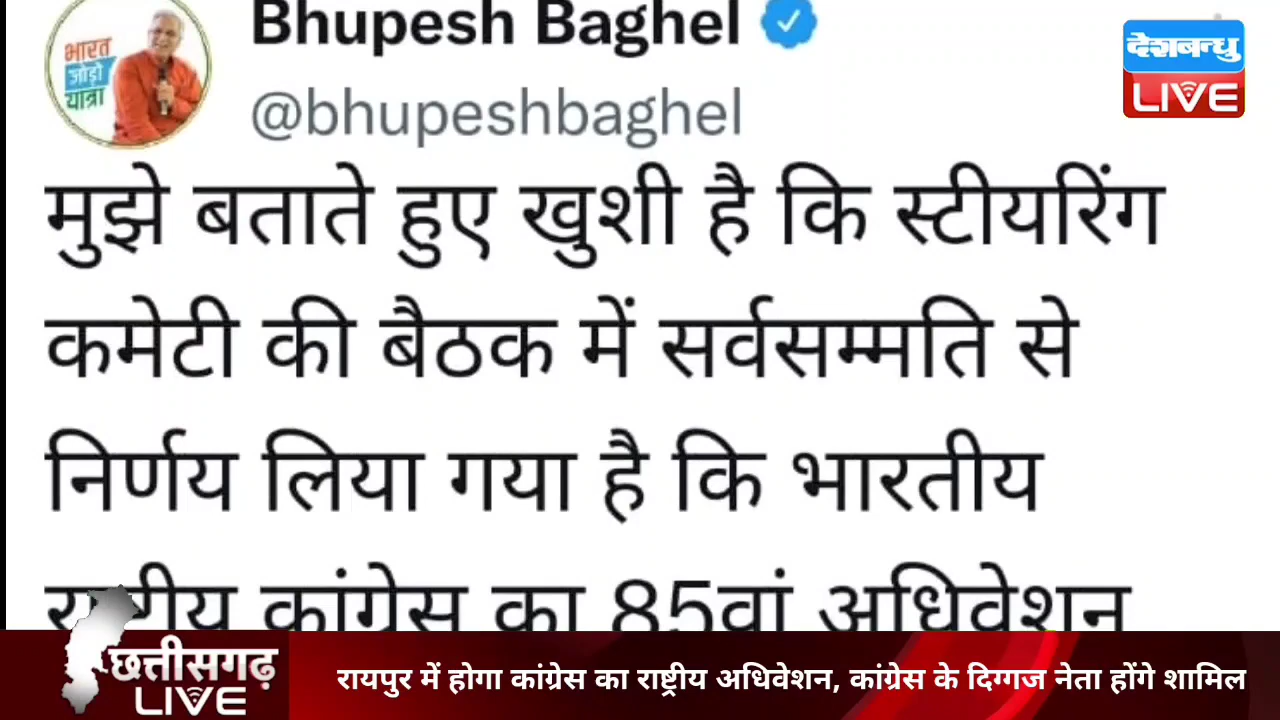 Bhupesh Baghel
@bhupeshbaghel
भारत
जोड़ो
यात्रा
देशबन्धु
LIVE
मुझे बताते हुए खुशी है कि स्टीयरिंग
कमेटी की बैठक में सर्वसम्मति से
निर्णय लिया गया है कि भारतीय
राष्ट्रीय कांग्रेस का 85वां अधिवेशन
छत्तीसगढ़
LIVE
रायपुर में होगा कांग्रेस का राष्ट्रीय अधिवेशन, कांग्रेस के दिग्गज नेता होंगे शामिल